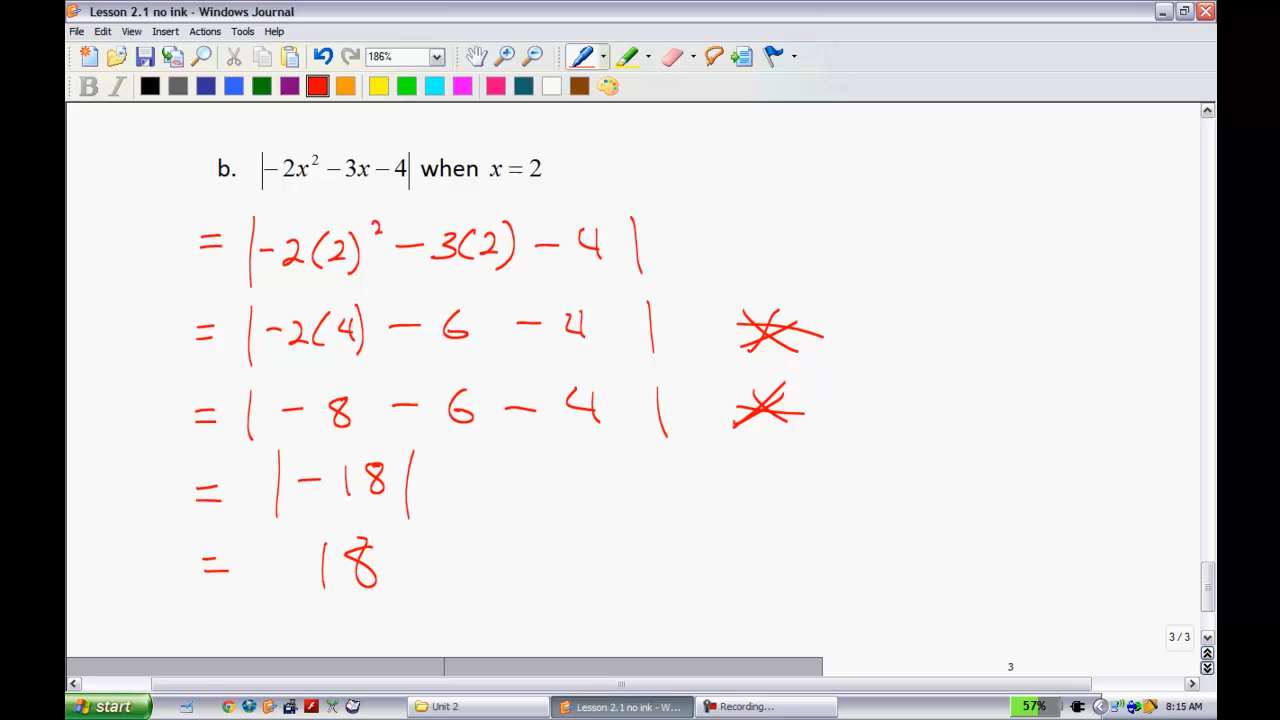 Lesson 2.1 no ink - Windows Journal
File Edit View Insert Actions Tools Help
186%
B I
b. |−2x² − 3x − 4| when x = 2
= |-2(2)² - 3(2) - 4|
= |-2(4) - 6 - 4|
= |-8 - 6 - 4|
= |-18|
= 18
3 / 3
3
start Unit 2 Lesson 2.1 no ink - W... Recording... 57% 8:15 AM